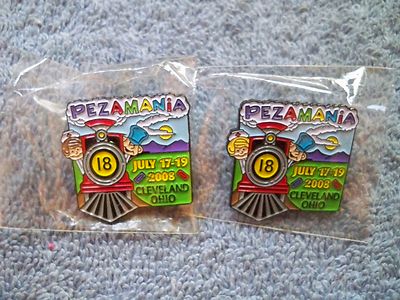 PEZAMANiA
18
JULY 17-19
2008
CLEVELAND
OHIO
PEZAMANiA
18
JULY 17-19
2008
CLEVELAND
OHIO